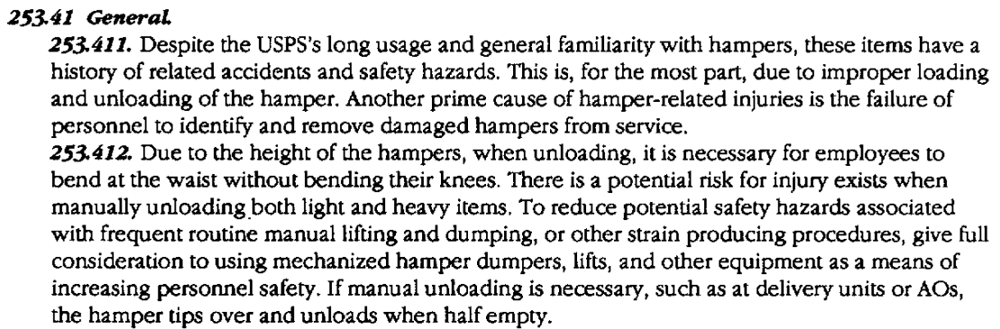 253.41 General.
253.411. Despite the USPS's long usage and general familiarity with hampers, these items have a
history of related accidents and safety hazards. This is, for the most part, due to improper loading
and unloading of the hamper. Another prime cause of hamper-related injuries is the failure of
personnel to identify and remove damaged hampers from service.
253.412. Due to the height of the hampers, when unloading, it is necessary for employees to
bend at the waist without bending their knees. There is a potential risk for injury exists when
manually unloading both light and heavy items. To reduce potential safety hazards associated
with frequent routine manual lifting and dumping, or other strain producing procedures, give full
consideration to using mechanized hamper dumpers, lifts, and other equipment as a means of
increasing personnel safety. If manual unloading is necessary, such as at delivery units or AOs,
the hamper tips over and unloads when half empty.